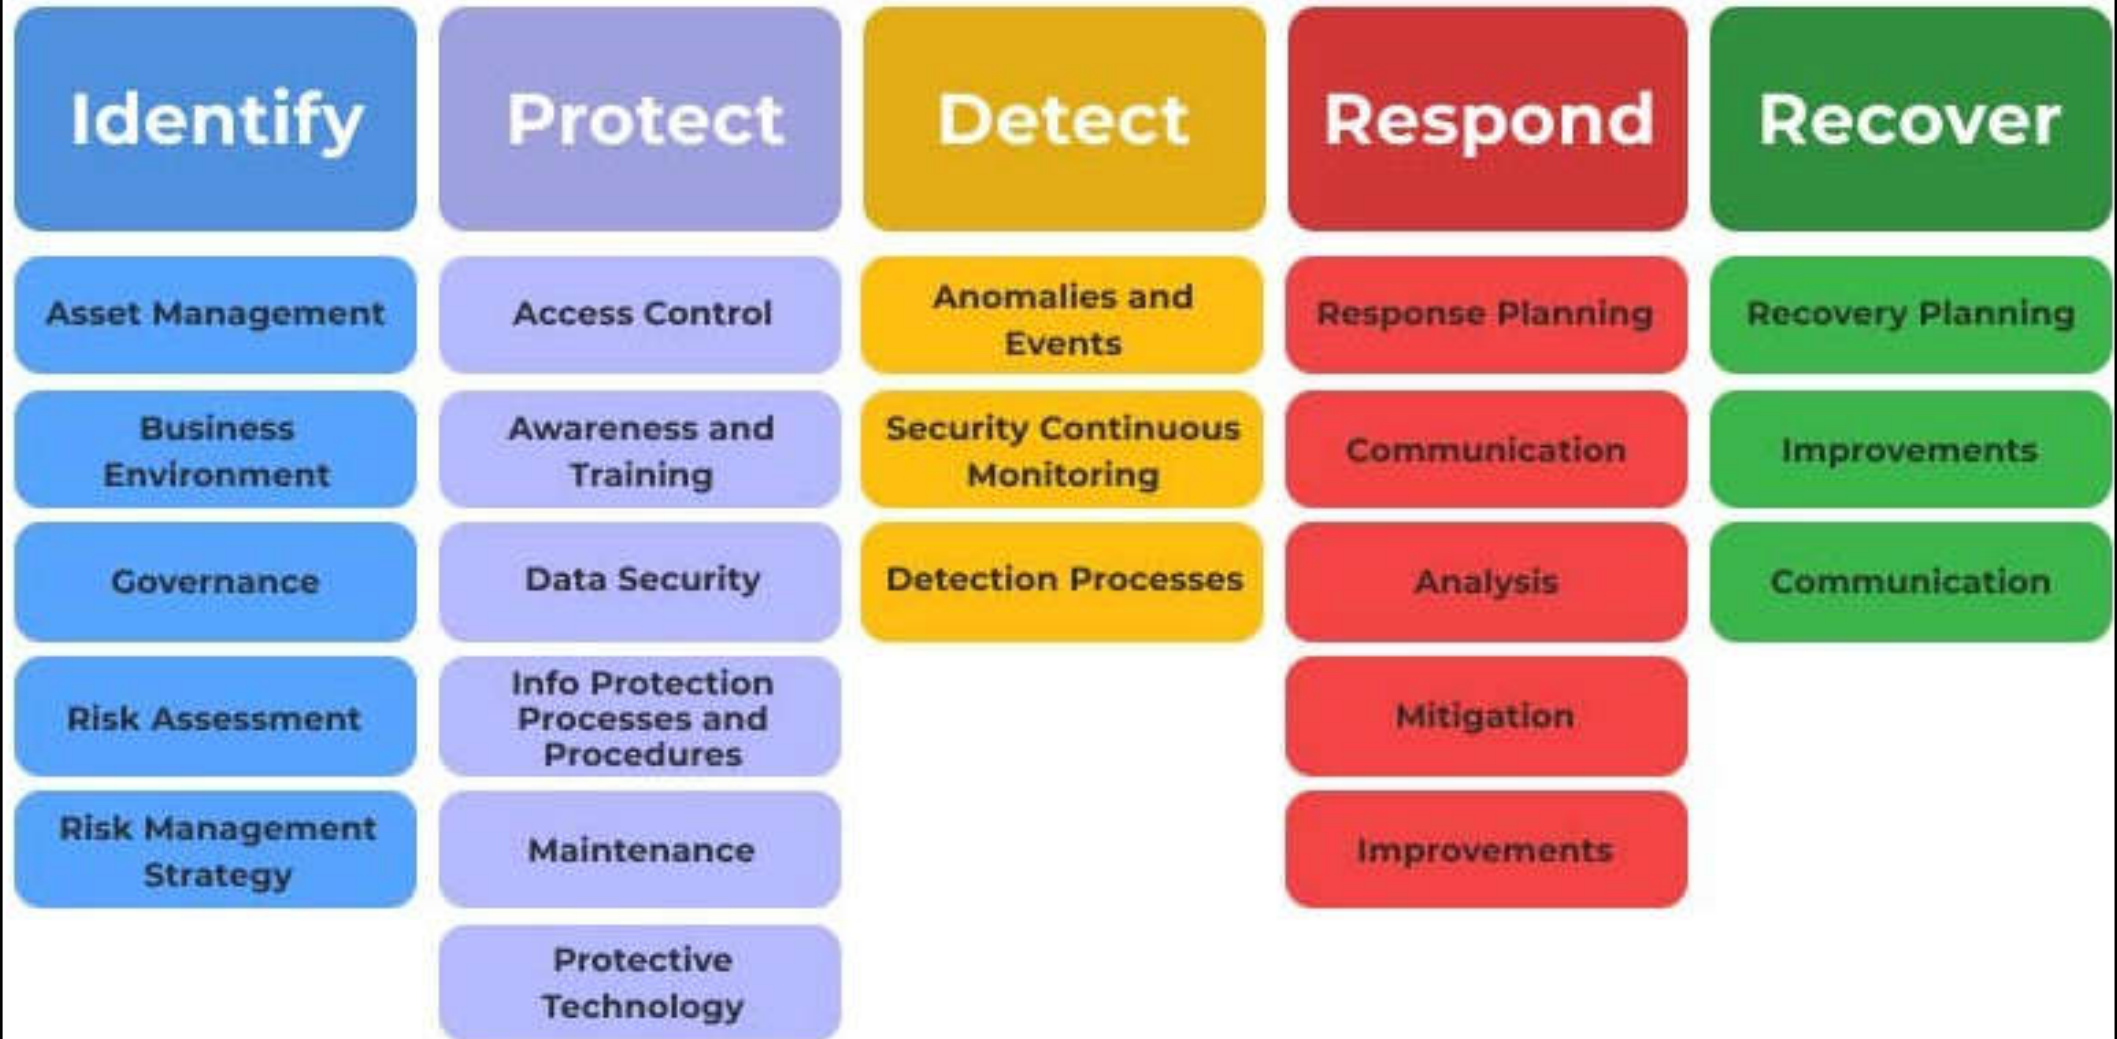 Identify
Protect
Detect
Respond
Recover
Asset Management
Business
Environment
Governance
Risk Assessment
Risk Management
Strategy
Access Control
Awareness and
Training
Data Security
Info Protection
Processes and
Procedures
Maintenance
Protective
Technology
Anomalies and
Events
Security Continuous
Monitoring
Detection Processes
Response Planning
Communication
Analysis
Mitigation
Improvements
Recovery Planning
Improvements
Communication